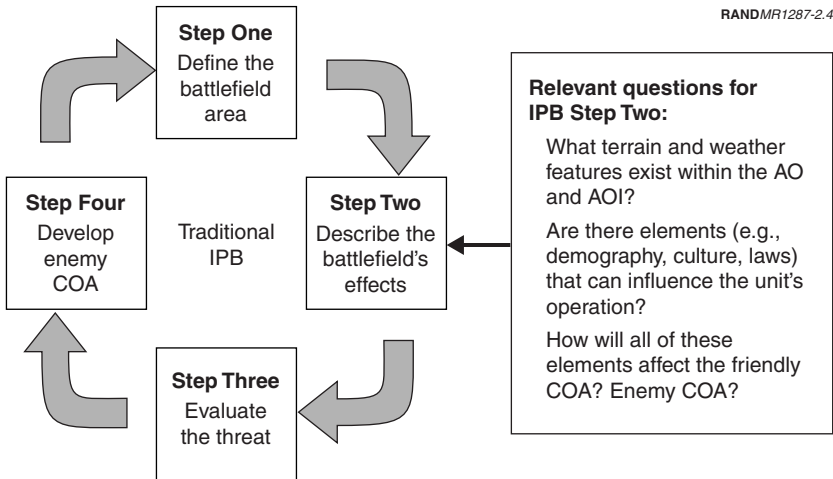 RANDMR1287-2.4
Step One
Define the
battlefield
area
Step Two
Describe the
battlefield's
effects
Step Three
Evaluate
the threat
Step Four
Develop
enemy
COA
Traditional
IPB
Relevant questions for
IPB Step Two:
What terrain and weather
features exist within the AO
and AOI?
Are there elements (e.g.,
demography, culture, laws)
that can influence the unit's
operation?
How will all of these
elements affect the friendly
COA? Enemy COA?